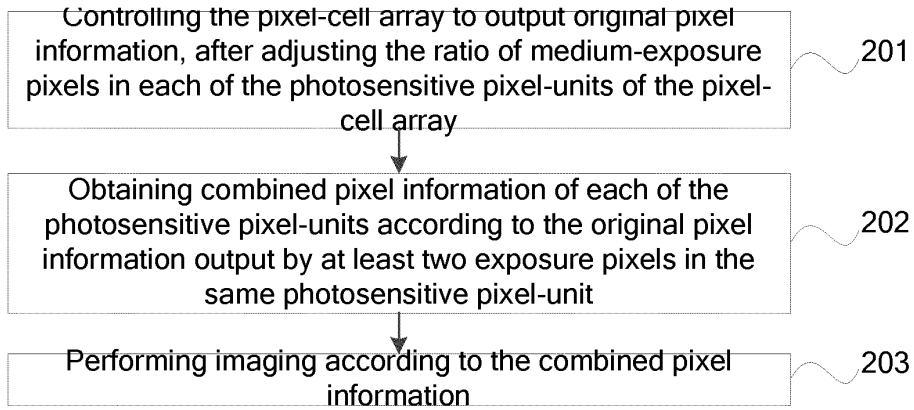 Controlling the pixel-cell array to output original pixel
information, after adjusting the ratio of medium-exposure
pixels in each of the photosensitive pixel-units of the pixel-
cell array
201
Obtaining combined pixel information of each of the
photosensitive pixel-units according to the original pixel
information output by at least two exposure pixels in the
same photosensitive pixel-unit
202
Performing imaging according to the combined pixel
information
203